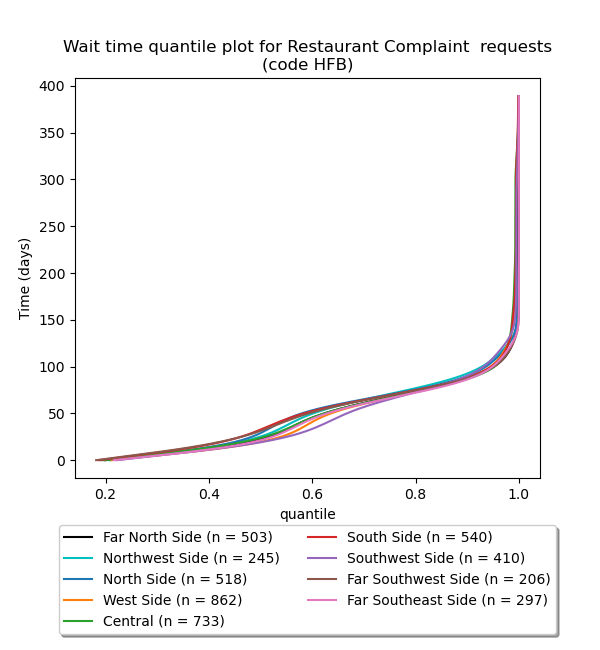 Wait time quantile plot for Restaurant Complaint  requests
(code HFB)
400
350
300
250
200
150
100
50
0
Time (days)
0.2 0.4 0.6 0.8 1.0
quantile
Far North Side (n = 503)
Northwest Side (n = 245)
North Side (n = 518)
West Side (n = 862)
Central (n = 733)
South Side (n = 540)
Southwest Side (n = 410)
Far Southwest Side (n = 206)
Far Southeast Side (n = 297)